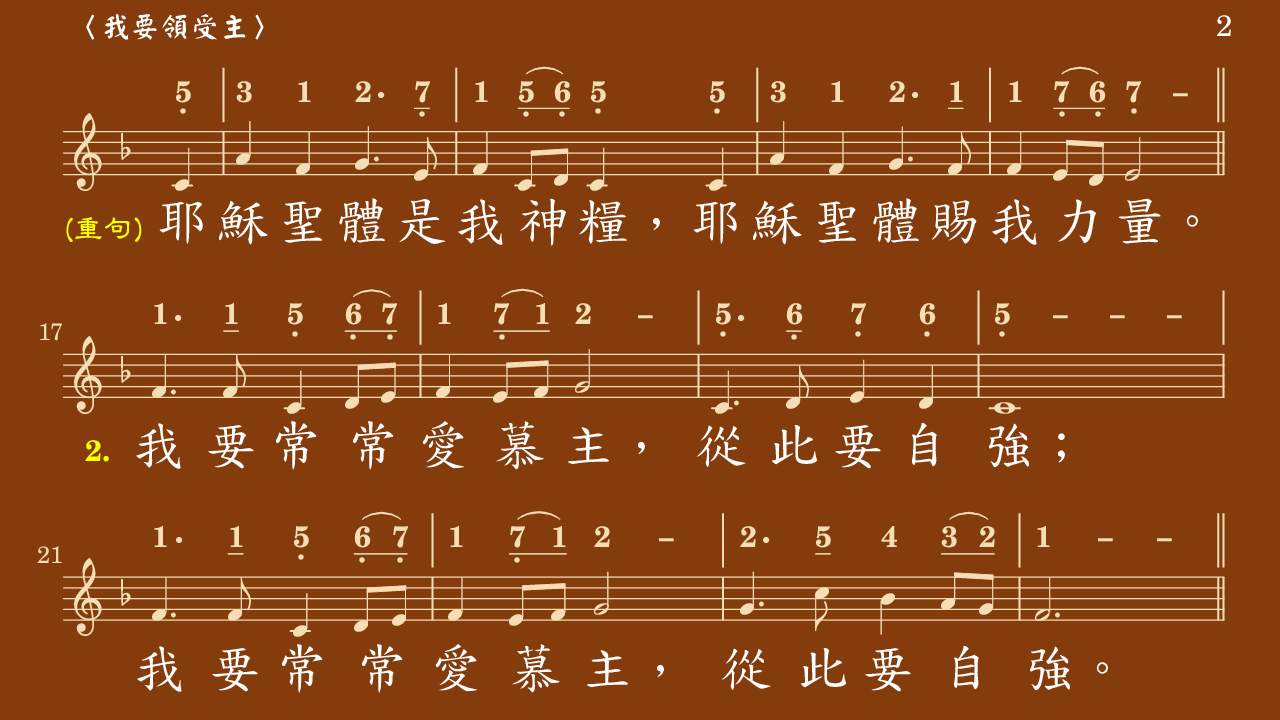 〈我要領受主〉 2
5 3 1 2· 7 1 5 6 5 5 3 1 2· 1 1 7 6 7 –
(重句) 耶穌聖體是我神糧，耶穌聖體賜我力量。
17 1· 1 5 6 7 1 7 1 2 – 5· 6 7 6 5 – – –
2. 我要常常愛慕主，從此要自強；
21 1· 1 5 6 7 1 7 1 2 – 2· 5 4 3 2 1 – –
我要常常愛慕主，從此要自強。